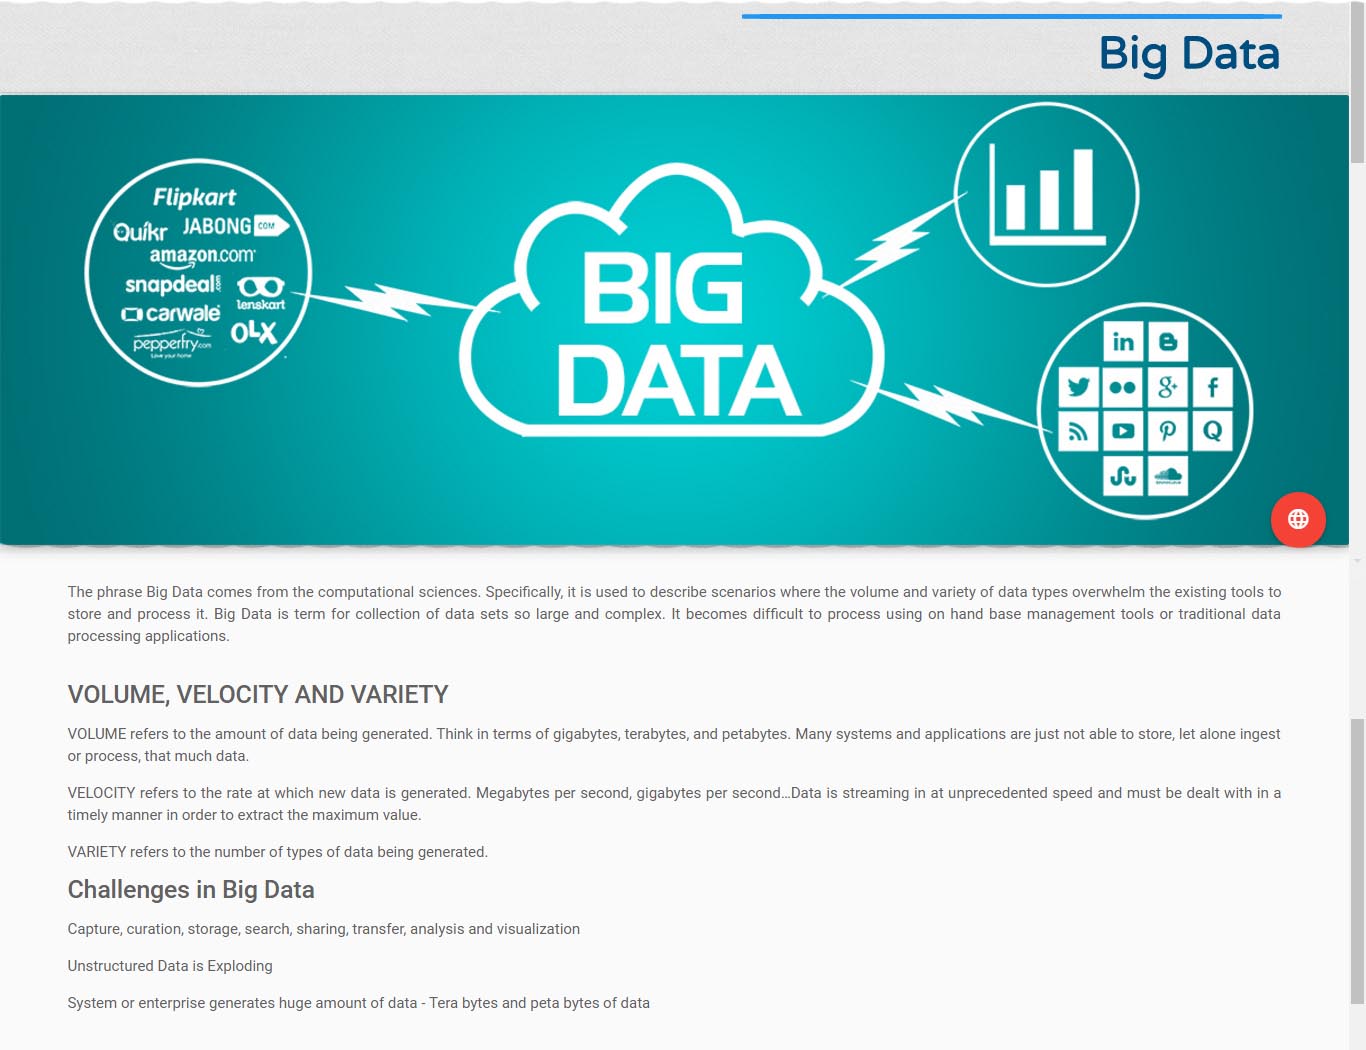 Big Data
Flipkart
Quikr JABONG COM
amazon.com
snapdeal.com
lenskart
carwale
OLX
pepperfry.com
Love your home
BIG
DATA
in
g+ f
Q
The phrase Big Data comes from the computational sciences. Specifically, it is used to describe scenarios where the volume and variety of data types overwhelm the existing tools to
store and process it. Big Data is term for collection of data sets so large and complex. It becomes difficult to process using on hand base management tools or traditional data
processing applications.
VOLUME, VELOCITY AND VARIETY
VOLUME refers to the amount of data being generated. Think in terms of gigabytes, terabytes, and petabytes. Many systems and applications are just not able to store, let alone ingest
or process, that much data.
VELOCITY refers to the rate at which new data is generated. Megabytes per second, gigabytes per second...Data is streaming in at unprecedented speed and must be dealt with in a
timely manner in order to extract the maximum value.
VARIETY refers to the number of types of data being generated.
Challenges in Big Data
Capture, curation, storage, search, sharing, transfer, analysis and visualization
Unstructured Data is Exploding
System or enterprise generates huge amount of data - Tera bytes and peta bytes of data